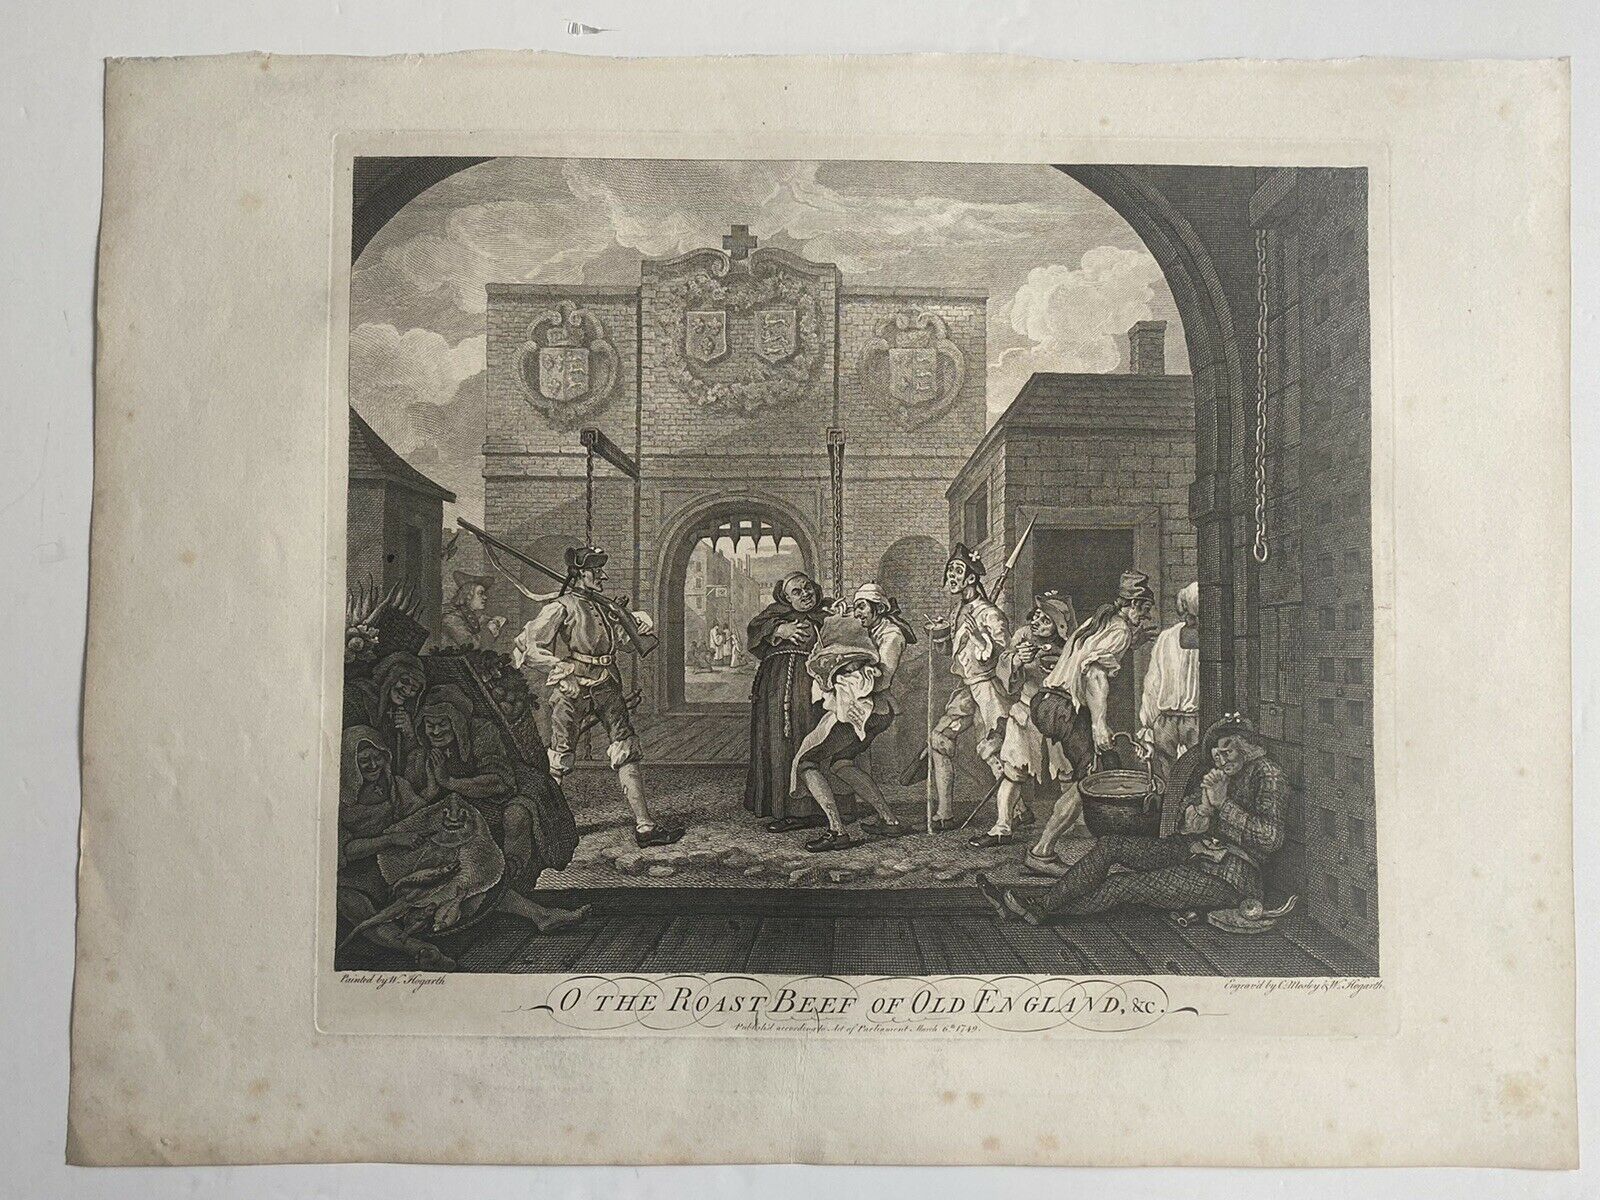 Painted by W. Hogarth
Engrav'd by C. Mosley & W. Hogarth.
O THE ROAST BEEF OF OLD ENGLAND, &c.
Publish'd according to Act of Parliament March 6th. 1749.